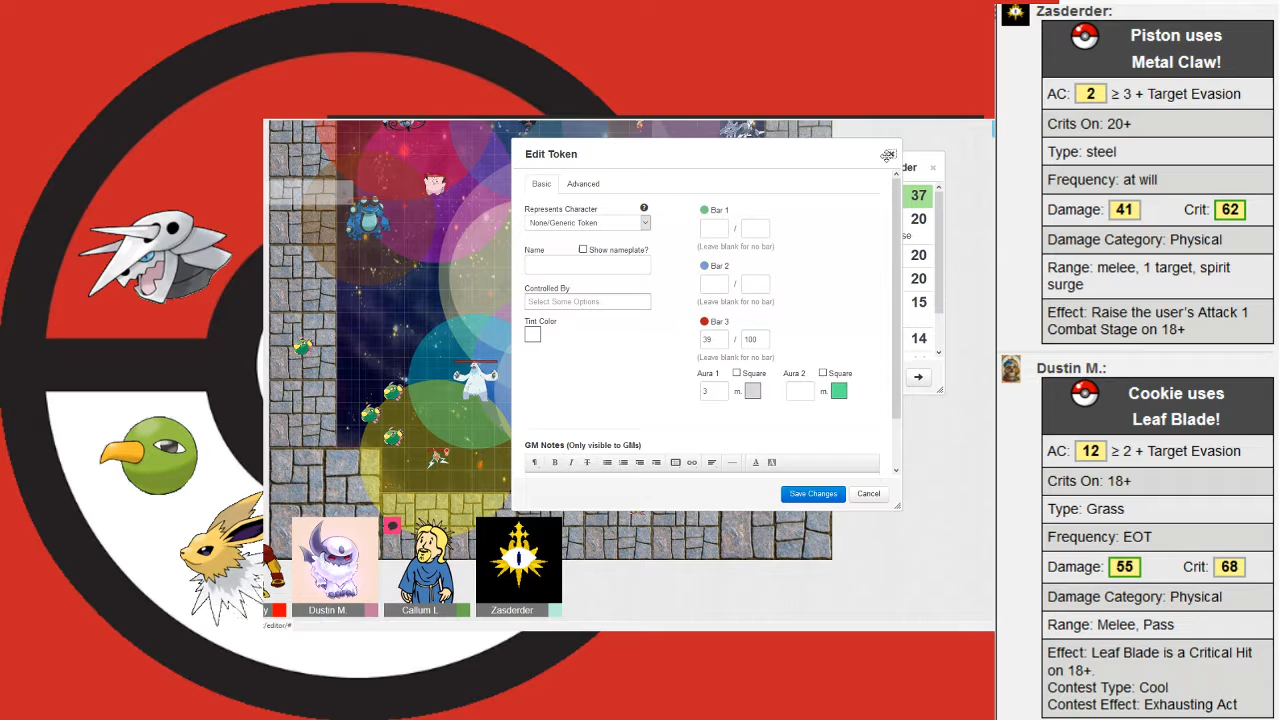 Zasderder:
Piston uses
Metal Claw!
AC: 2 ≥ 3 + Target Evasion
Crits On: 20+
Type: steel
Frequency: at will
Damage: 41 Crit: 62
Damage Category: Physical
Range: melee, 1 target, spirit
surge
Effect: Raise the user's Attack 1
Combat Stage on 18+
Dustin M.:
Cookie uses
Leaf Blade!
AC: 12 ≥ 2 + Target Evasion
Crits On: 18+
Type: Grass
Frequency: EOT
Damage: 55 Crit: 68
Damage Category: Physical
Range: Melee, Pass
Effect: Leaf Blade is a Critical Hit
on 18+.
Contest Type: Cool
Contest Effect: Exhausting Act
Edit Token
Basic Advanced
Represents Character
None/Generic Token
Name Show nameplate?
Controlled By
Select Some Options
Tint Color
Bar 1
/
(Leave blank for no bar)
Bar 2
/
(Leave blank for no bar)
Bar 3
39 / 100
(Leave blank for no bar)
Aura 1 Square Aura 2 Square
3 m. m.
GM Notes (Only visible to GMs)
B I
Save Changes Cancel
der
37
20
se
20
20
15
14
y Dustin M. Callum L Zasderder
:/editor/#